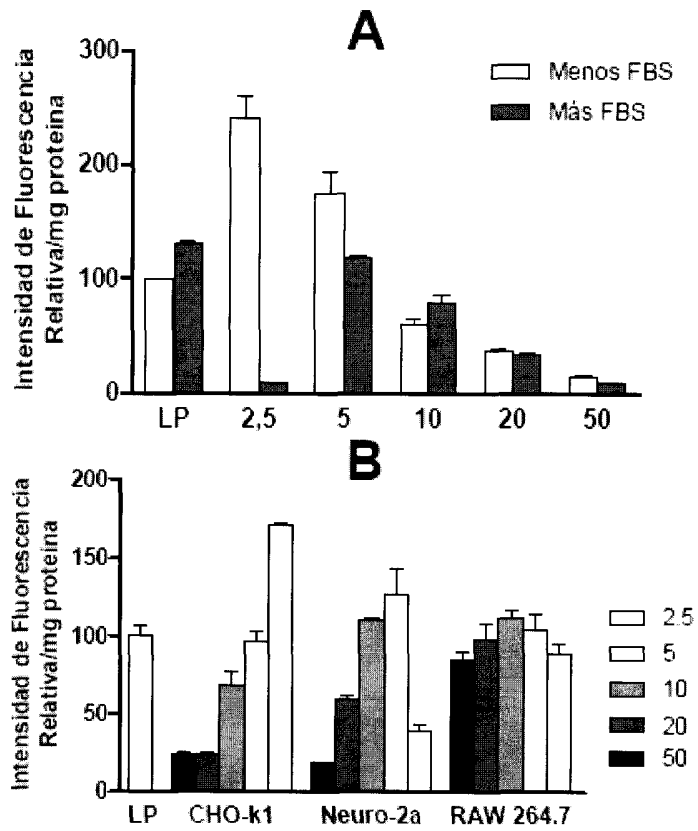 A
Intensidad de Fluorescencia
Relativa/mg proteina
300
200
100
0
Menos FBS
Más FBS
LP 2,5 5 10 20 50
B
Intensidad de Fluorescencia
Relativa/mg proteina
200
150
100
50
0
2.5
5
10
20
50
LP CHO-k1 Neuro-2a RAW 264.7